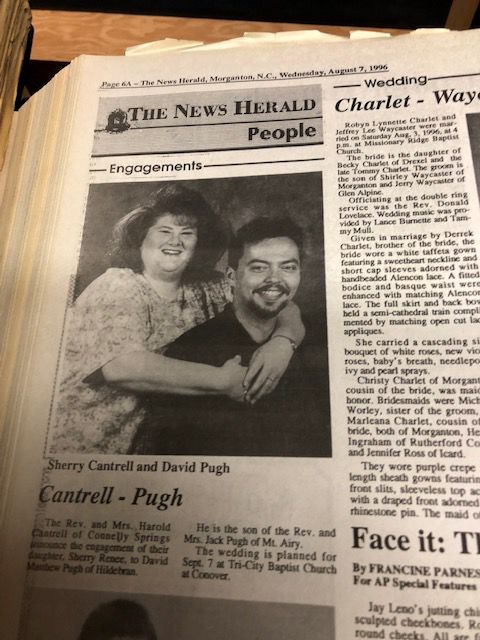 Page 6A – The News Herald, Morganton, N.C., Wednesday, August 7, 1996
THE NEWS HERALD
People
Engagements
Sherry Cantrell and David Pugh
Cantrell - Pugh
The Rev. and Mrs. Harold
Cantrell of Connelly Springs
announce the engagement of their
daughter, Sherry Renee, to David
Matthew Pugh of Hildebran.
He is the son of the Rev. and
Mrs. Jack Pugh of Mt. Airy.
The wedding is planned for
Sept. 7 at Tri-City Baptist Church
at Conover.
Wedding
Charlet - Wayc
Robyn Lynnette Charlet and
Jeffrey Lee Waycaster were mar-
ried on Saturday Aug. 3, 1996, at 4
p.m. at Missionary Ridge Baptist
Church.
The bride is the daughter of
Becky Charlet of Drexel and the
late Tommy Charlet. The groom is
the son of Shirley Waycaster of
Morganton and Jerry Waycaster of
Glen Alpine.
Officiating at the double ring
service was the Rev. Donald
Lovelace. Wedding music was pro-
vided by Lance Burnette and Tam-
my Mull.
Given in marriage by Derek
Charlet, brother of the bride, the
bride wore a white taffeta gown
featuring a sweetheart neckline and
short cap sleeves adorned with
handbeaded Alencon lace. A fitted
bodice and basque waist were
enhanced with matching Alencon
lace. The full skirt and back bow
held a semi-cathedral train compli
mented by matching open cut lac
appliques.
She carried a cascading si
bouquet of white roses, new vio
roses, baby's breath, needlepo
ivy and pearl sprays.
Christy Charlet of Morgant
cousin of the bride, was maid
honor. Bridesmaids were Mich
Worley, sister of the groom,
Marleana Charlet, cousin of
bride, both of Morganton, He
Ingraham of Rutherford Co
and Jennifer Ross of Icard.
They wore purple crepe
length sheath gowns featurin
front slits, sleeveless top ac
with a draped front adorned
rhinestone pin. The maid o
Face it: Th
By FRANCINE PARNES
For AP Special Features
Jay Leno's jutting chi
sculpted cheekbones. Ro
round cheeks. All are f